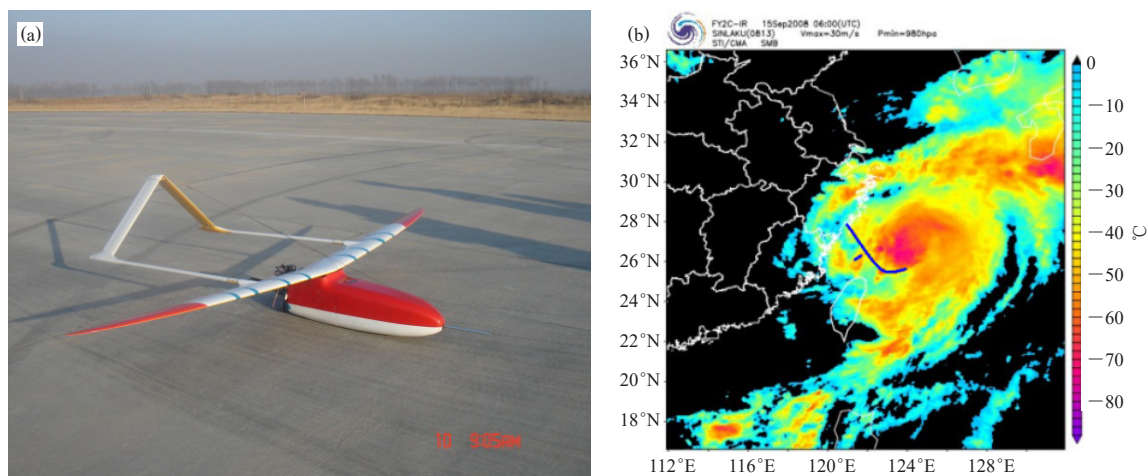 (a)
10 9:05AM
(b)
FY2C-IR 15Sep2008 06:00(UTC)
SINLAKU(0813) Vmax=30m/s Pmin=980hpa
STI/CMA SMB
36°N
34°N
32°N
30°N
28°N
26°N
24°N
22°N
20°N
18°N
112°E 116°E 120°E 124°E 128°E
0
−10
−20
−30
−40
−50
−60
−70
−80
℃